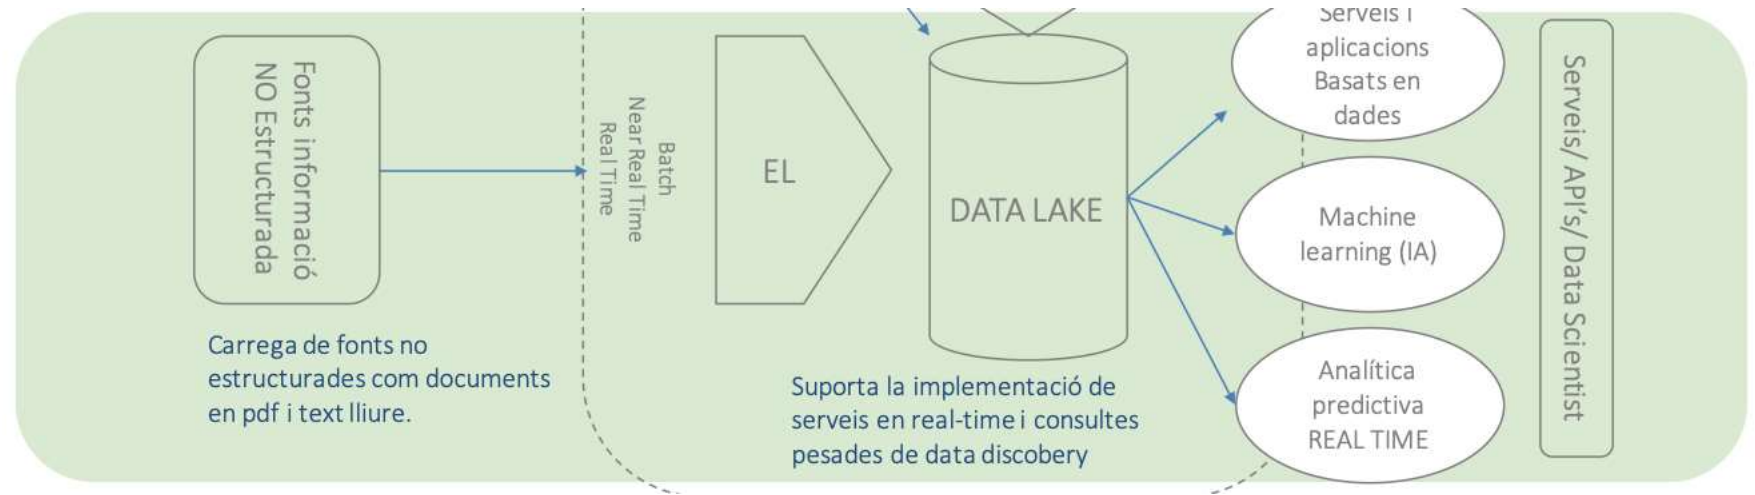 Fonts informació
NO Estructurada
Carrega de fonts no
estructurades com documents
en pdf i text lliure.
Batch
Near Real Time
Real Time
EL
DATA LAKE
Suporta la implementació de
serveis en real-time i consultes
pesades de data discobery
Serveis i
aplicacions
Basats en
dades
Machine
learning (IA)
Analítica
predictiva
REAL TIME
Serveis/ API's/ Data Scientist